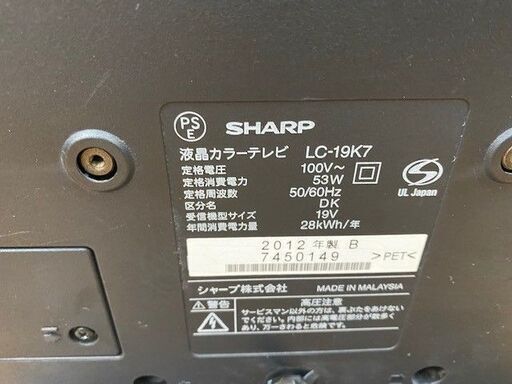 PS
E
SHARP
液晶カラーテレビ LC-19K7
定格電圧 100V～
定格消費電力 53W
定格周波数 50/60Hz
区分名 DK
受信機型サイズ 19V
年間消費電力量 28kWh/年
UL Japan
2012 年製 B
7450149
>PET<
シャープ株式会社 MADE IN MALAYSIA
警告
高圧注意
サービスマン以外の方は、裏ぶたをあけない
でください。内部には高電圧部分が数多く
あり、万一さわると危険です。